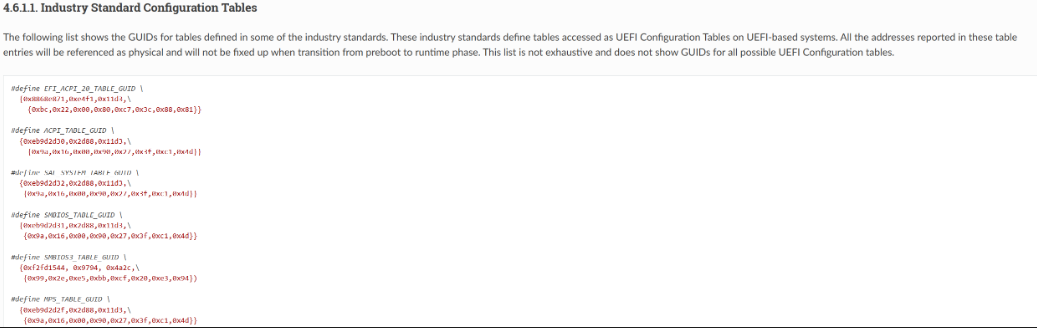 4.6.1.1. Industry Standard Configuration Tables
The following list shows the GUIDs for tables defined in some of the industry standards. These industry standards define tables accessed as UEFI Configuration Tables on UEFI-based systems. All the addresses reported in these table
entries will be referenced as physical and will not be fixed up when transition from preboot to runtime phase. This list is not exhaustive and does not show GUIDs for all possible UEFI Configuration tables.
#define EFI_ACPI_20_TABLE_GUID \
{0x8868e871,0xe4f1,0x11d3,\
{0xbc,0x22,0x00,0x80,0xc7,0x3c,0x88,0x81}}
#define ACPI_TABLE_GUID \
{0xeb9d2d30,0x2d88,0x11d3,\
{0x9a,0x16,0x00,0x90,0x27,0x3f,0xc1,0x4d}}
#define SAL_SYSTEM_TABLE_GUID \
{0xeb9d2d32,0x2d88,0x11d3,\
{0x9a,0x16,0x00,0x90,0x27,0x3f,0xc1,0x4d}}
#define SMBIOS_TABLE_GUID \
{0xeb9d2d31,0x2d88,0x11d3,\
{0x9a,0x16,0x00,0x90,0x27,0x3f,0xc1,0x4d}}
#define SMBIOS3_TABLE_GUID \
{0xf2fd1544, 0x9794, 0x4a2c,\
{0x99,0x2e,0xe5,0xbb,0xcf,0x20,0xe3,0x94}}
#define MPS_TABLE_GUID \
{0xeb9d2d2f,0x2d88,0x11d3,\
{0x9a,0x16,0x00,0x90,0x27,0x3f,0xc1,0x4d}}